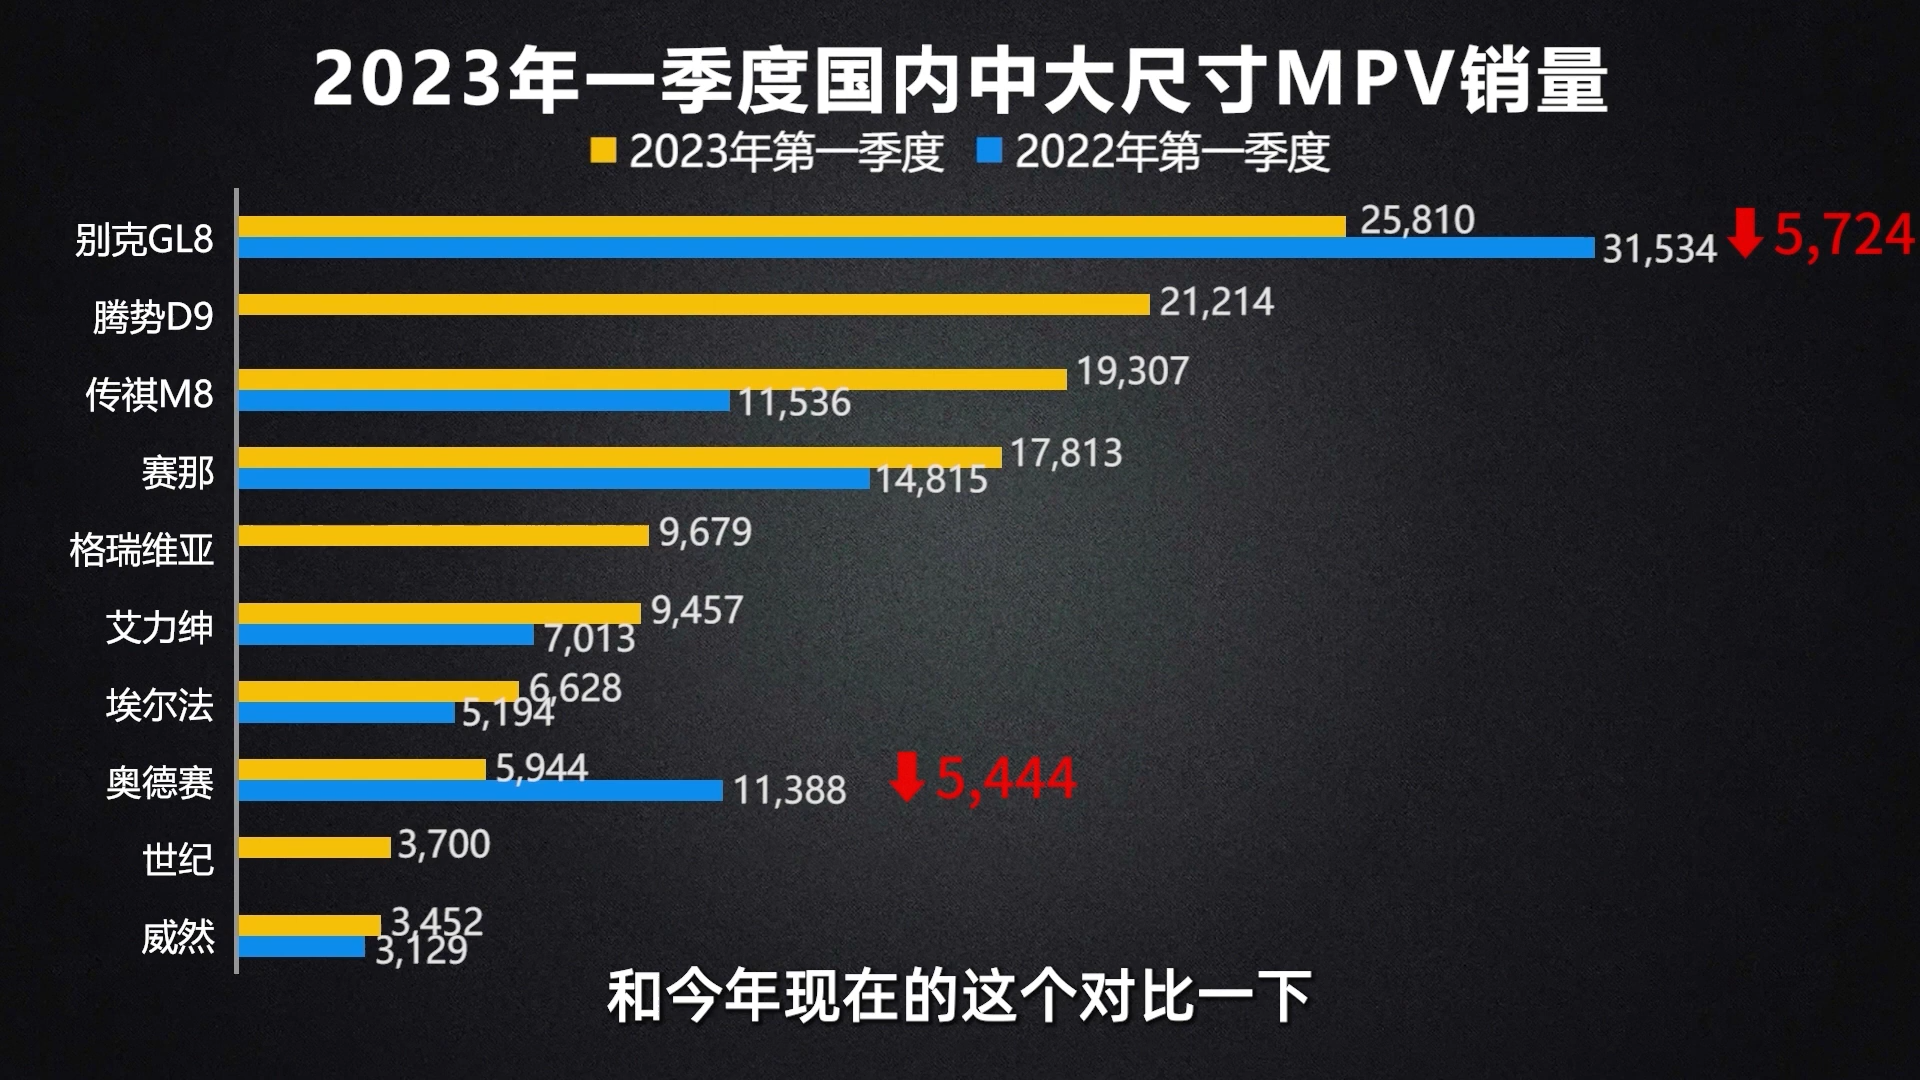 2023年一季度国内中大尺寸MPV销量
2023年第一季度 2022年第一季度
别克GL8 25,810
31,534 5,724
腾势D9 21,214
传祺M8 19,307
11,536
赛那 17,813
14,815
格瑞维亚 9,679
艾力绅 9,457
7,013
埃尔法 6,628
5,194
奥德赛 5,944
11,388 5,444
世纪 3,700
威然 3,452
3,129
和今年现在的这个对比一下